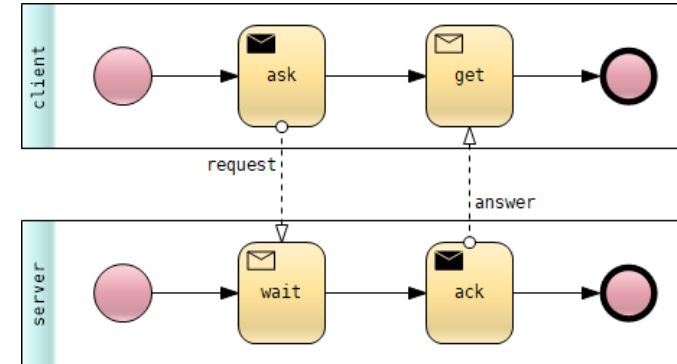 client
ask
get
request
answer
server
wait
ack